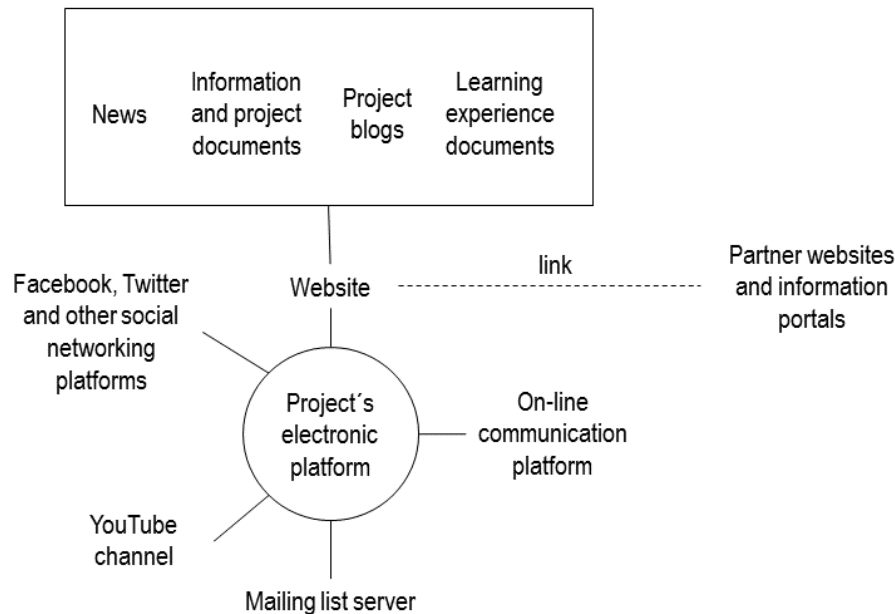 News
Information
and project
documents
Project
blogs
Learning
experience
documents
Facebook, Twitter
and other social
networking
platforms
Website
link
Partner websites
and information
portals
Project´s
electronic
platform
On-line
communication
platform
YouTube
channel
Mailing list server